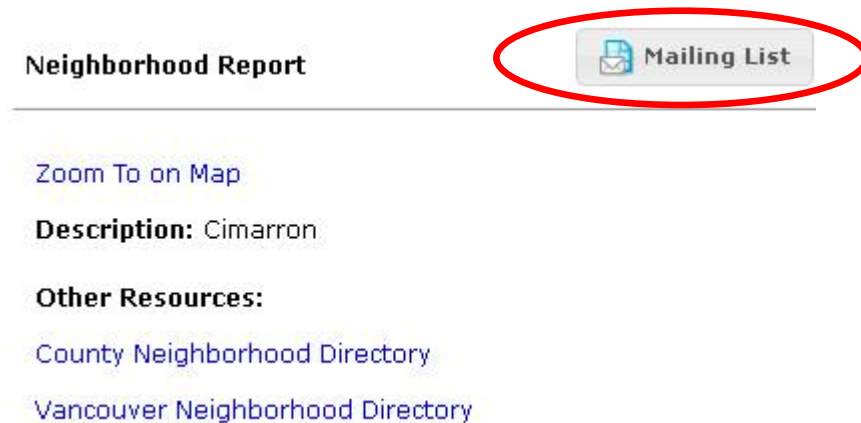 Neighborhood Report
Mailing List
Zoom To on Map
Description: Cimarron
Other Resources:
County Neighborhood Directory
Vancouver Neighborhood Directory